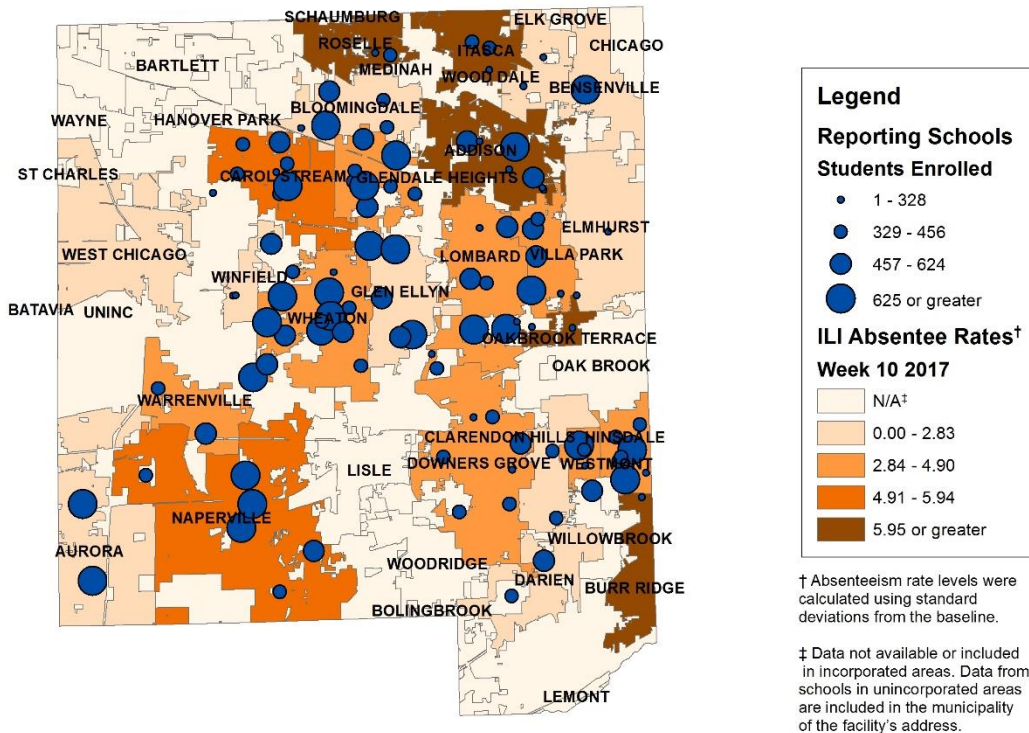 SCHAUMBURG
ELK GROVE
ROSELLE
ITASCA
CHICAGO
MEDINAH
BARTLETT
WOOD DALE
BENSENVILLE
BLOOMINGDALE
WAYNE
HANOVER PARK
ADDISON
ST CHARLES
CAROL STREAM
GLENDALE HEIGHTS
ELMHURST
WEST CHICAGO
LOMBARD
VILLA PARK
WINFIELD
GLEN ELLYN
BATAVIA
UNINC
WHEATON
OAKBROOK TERRACE
OAK BROOK
WARRENVILLE
CLARENDON HILLS
HINSDALE
LISLE
DOWNERS GROVE
WESTMONT
NAPERVILLE
WILLOWBROOK
AURORA
WOODRIDGE
DARIEN
BURR RIDGE
BOLINGBROOK
LEMONT
Legend
Reporting Schools
Students Enrolled
1 - 328
329 - 456
457 - 624
625 or greater
ILI Absentee Rates†
Week 10 2017
N/A‡
0.00 - 2.83
2.84 - 4.90
4.91 - 5.94
5.95 or greater
† Absenteeism rate levels were
calculated using standard
deviations from the baseline.
‡ Data not available or included
in incorporated areas. Data from
schools in unincorporated areas
are included in the municipality
of the facility's address.